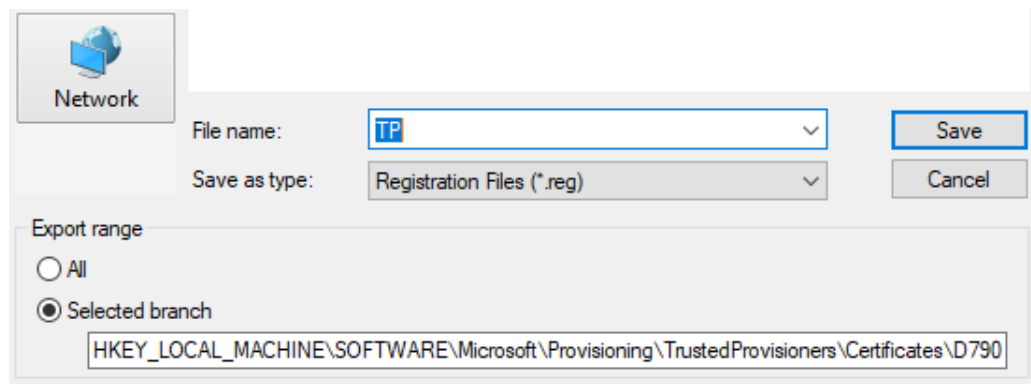 Network
File name:
TP
Save
Save as type:
Registration Files (*.reg)
Cancel
Export range
All
Selected branch
HKEY_LOCAL_MACHINE\SOFTWARE\Microsoft\Provisioning\TrustedProvisioners\Certificates\D790